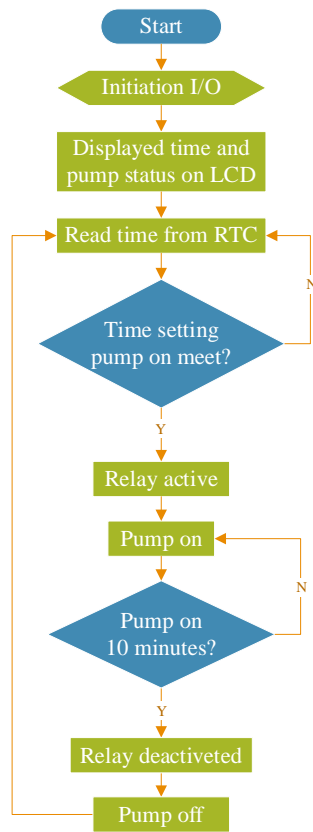 Start
Initiation I/O
Displayed time and
pump status on LCD
Read time from RTC
N
Time setting
pump on meet?
Y
Relay active
Pump on
N
Pump on
10 minutes?
Y
Relay deactiveted
Pump off